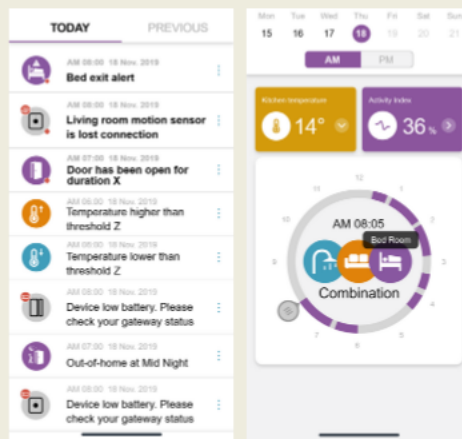 TODAY
PREVIOUS
AM 08:00 18 Nov. 2019
Bed exit alert
AM 08:00 18 Nov. 2019
Living room motion sensor
is lost connection
AM 07:00 18 Nov. 2019
Door has been open for
duration X
AM 06:00 18 Nov. 2019
Temperature higher than
threshold Z
AM 08:00 18 Nov. 2019
Temperature lower than
threshold Z
AM 08:00 18 Nov. 2019
Device low battery. Please
check your gateway status
AM 07:00 18 Nov. 2019
Out-of-home at Mid Night
AM 08:00 18 Nov. 2019
Device low battery. Please
check your gateway status
Mon Tue Wed Thu Fri Sat Sun
15 16 17 18 19 20 21
AM PM
Kitchen temperature
14°
Activity Index
36 %
12
11 1
10 2
AM 08:05
Bed Room
9 3
Combination
4
7 5
6